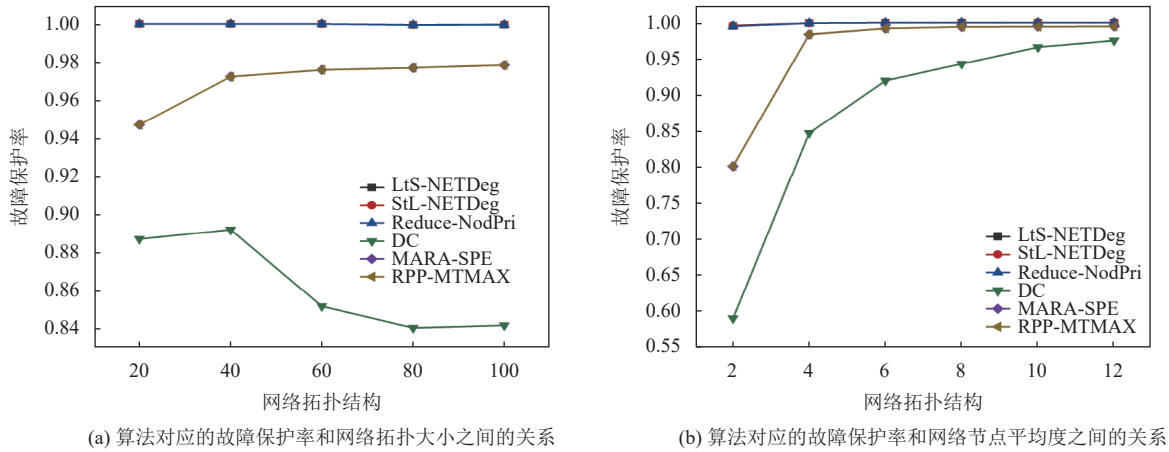 1.00
0.98
0.96
0.94
0.92
0.90
0.88
0.86
0.84
故障保护率
LtS-NETDeg
StL-NETDeg
Reduce-NodPri
DC
MARA-SPE
RPP-MTMAX
20 40 60 80 100
网络拓扑结构
(a) 算法对应的故障保护率和网络拓扑大小之间的关系
1.00
0.95
0.90
0.85
0.80
0.75
0.70
0.65
0.60
0.55
故障保护率
LtS-NETDeg
StL-NETDeg
Reduce-NodPri
DC
MARA-SPE
RPP-MTMAX
2 4 6 8 10 12
网络拓扑结构
(b) 算法对应的故障保护率和网络节点平均度之间的关系